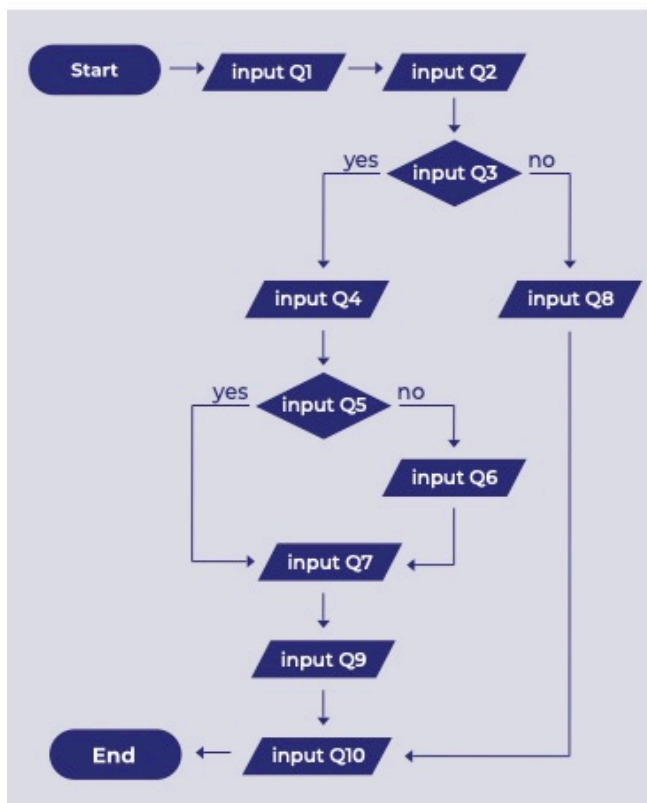 Start
input Q1
input Q2
yes
no
input Q3
input Q4
input Q8
yes
no
input Q5
input Q6
input Q7
input Q9
End
input Q10